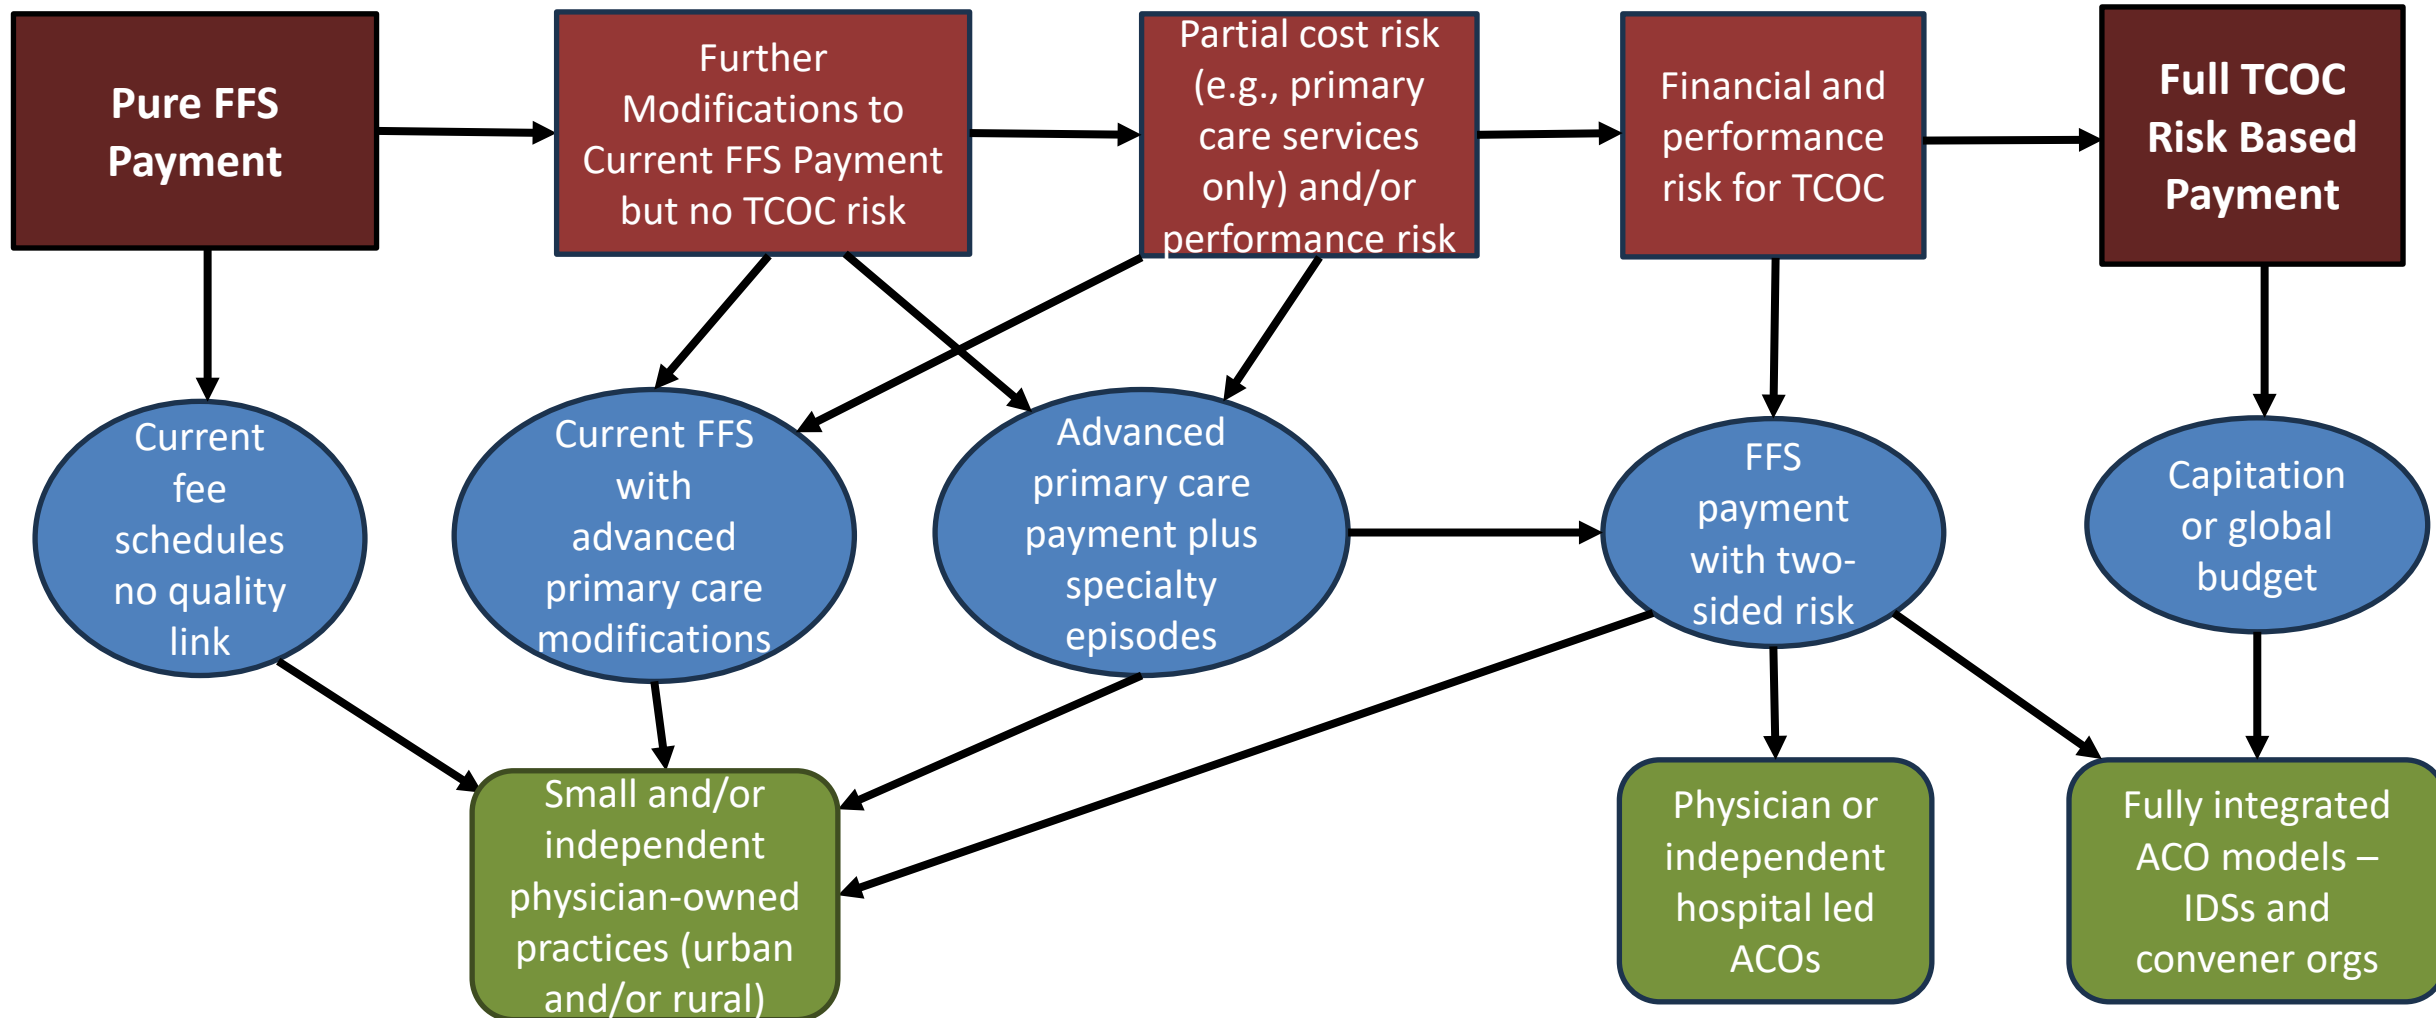 Pure FFS
Payment
Further
Modifications to
Current FFS Payment
but no TCOC risk
Partial cost risk
(e.g., primary
care services
only) and/or
performance risk
Financial and
performance
risk for TCOC
Full TCOC
Risk Based
Payment
Current
fee
schedules
no quality
link
Current FFS
with
advanced
primary care
modifications
Advanced
primary care
payment plus
specialty
episodes
FFS
payment
with two-
sided risk
Capitation
or global
budget
Small and/or
independent
physician-owned
practices (urban
and/or rural)
Physician or
independent
hospital led
ACOs
Fully integrated
ACO models –
IDSs and
convener orgs